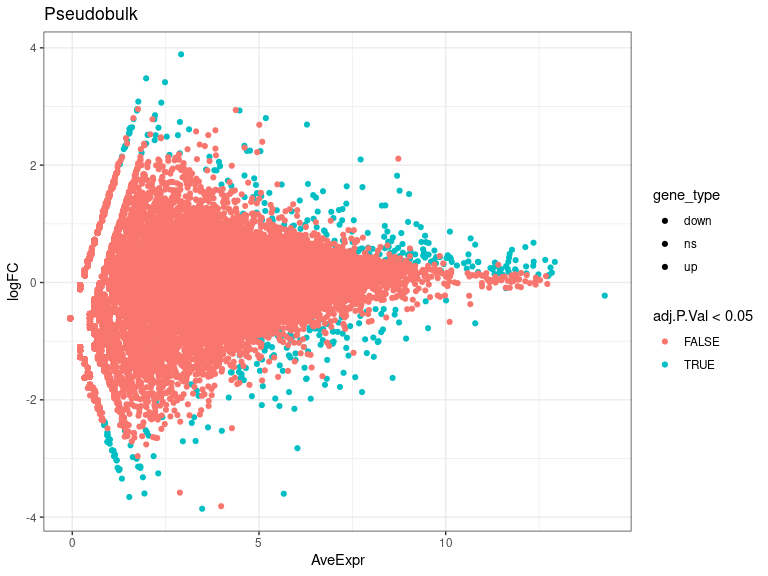 Pseudobulk
4
2
0
-2
-4
logFC
0
5
10
AveExpr
gene_type
down
ns
up
adj.P.Val < 0.05
FALSE
TRUE